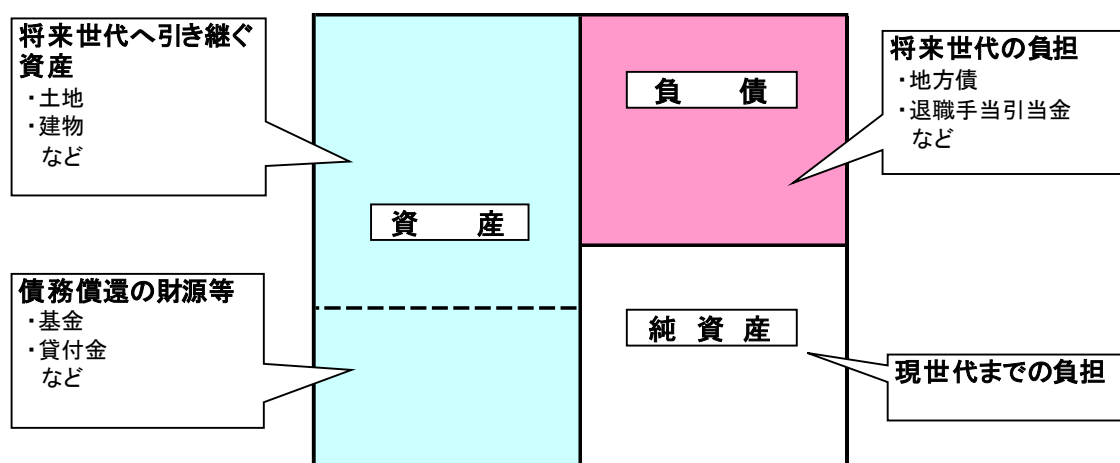 将来世代へ引き継ぐ
資産
・土地
・建物
など
債務償還の財源等
・基金
・貸付金
など
資　産
負　債
純 資 産
将来世代の負担
・地方債
・退職手当引当金
など
現世代までの負担